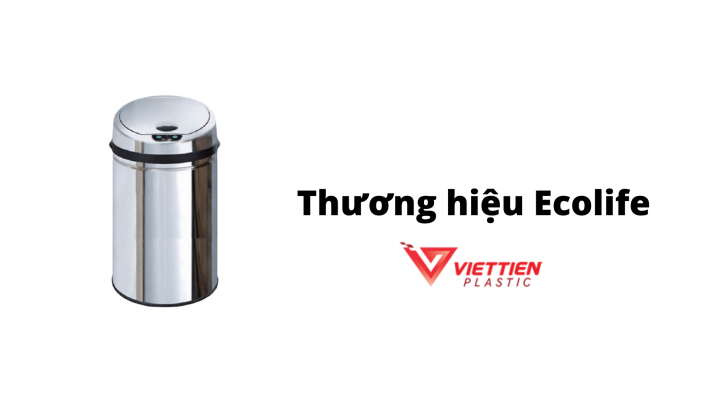 Thương hiệu Ecolife
VIETTIEN
PLASTIC